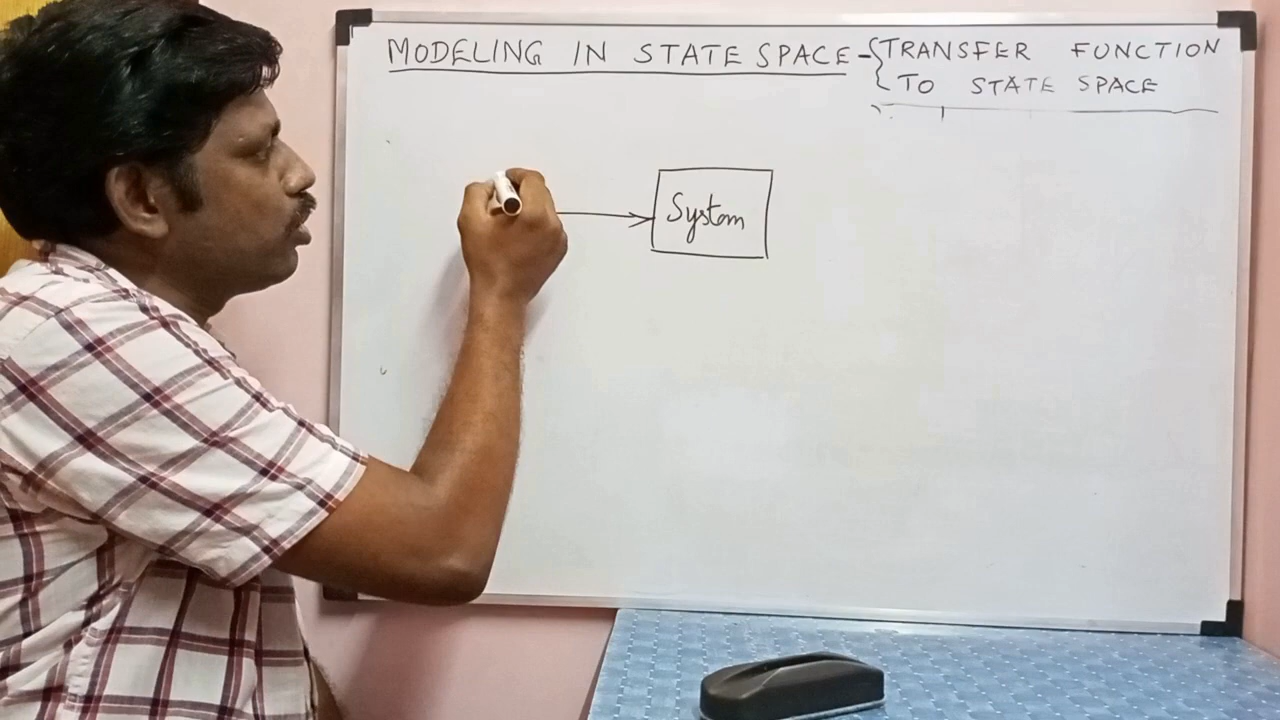 MODELING IN STATE SPACE - { TRANSFER FUNCTION
TO STATE SPACE
System